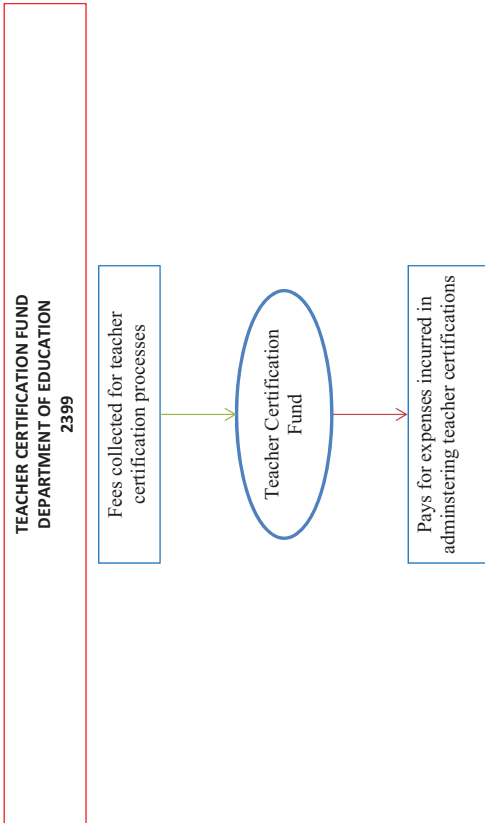 TEACHER CERTIFICATION FUND
DEPARTMENT OF EDUCATION
2399
Fees collected for teacher
certification processes
Teacher Certification
Fund
Pays for expenses incurred in
adminstering teacher certifications